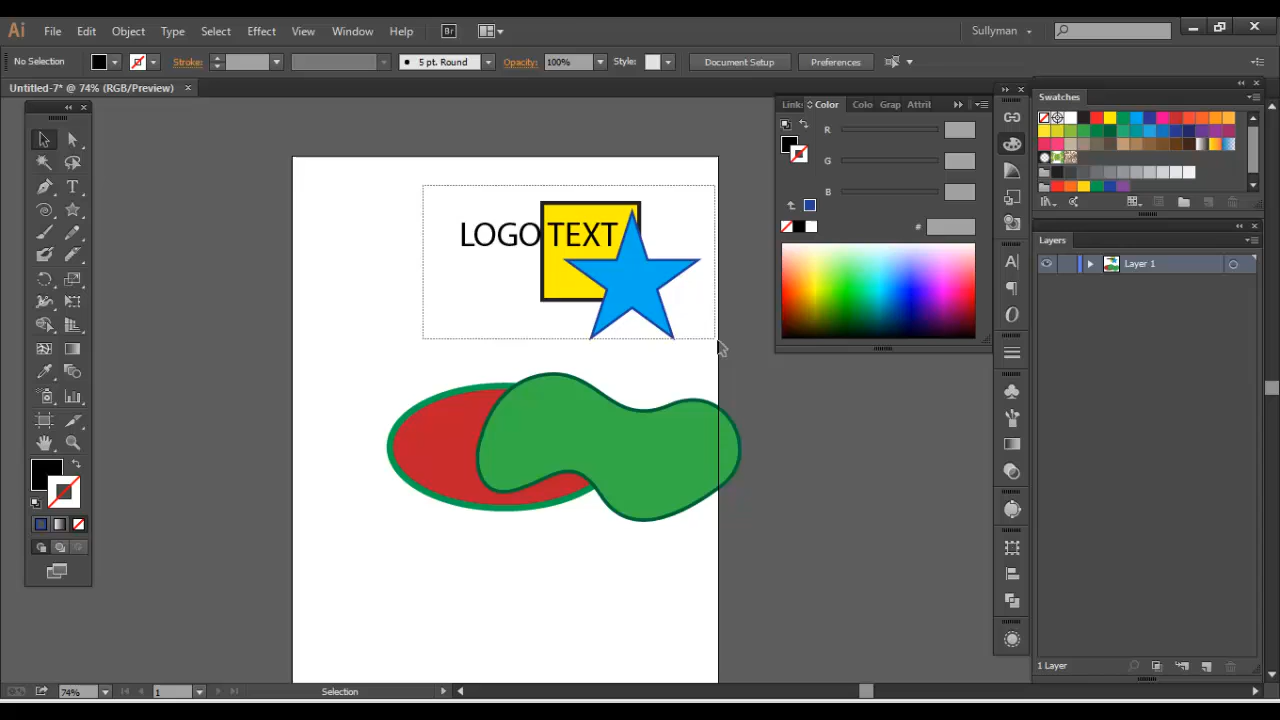 Ai File Edit Object Type Select Effect View Window Help Br Sullyman
No Selection Stroke: 5 pt. Round Opacity: 100% Style: Document Setup Preferences
Untitled-7* @ 74% (RGB/Preview)
Links Color Colo Grap Attril
Swatches
R
G
B
#
Layers
Layer 1
LOGO TEXT
1 Layer
74% 1 Selection